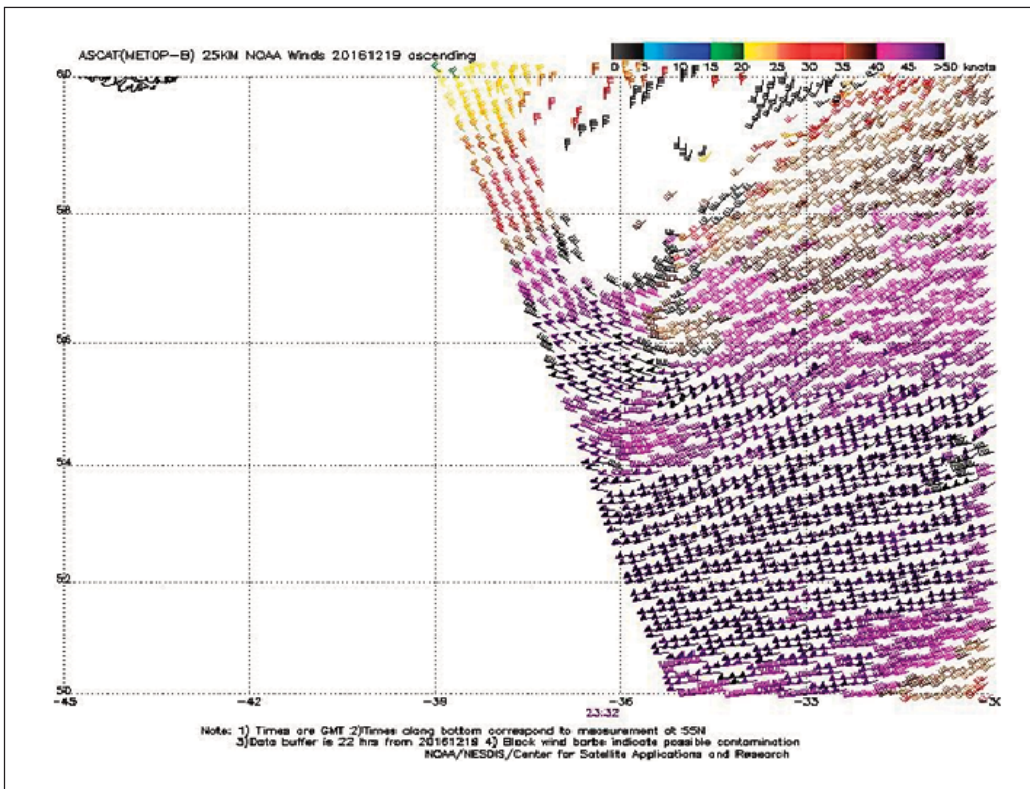 ASCAT(METOP-B) 25KM NOAA Winds 20161219 ascending
0 5 10 15 20 25 30 35 40 45 >50 knots
60
58
56
54
52
50
-45 -42 -39 -36 -33 -30
23:32
Note: 1) Times are GMT 2)Times along bottom correspond to measurement at 55N
3)Data buffer is 22 hrs from 20161219 4) Black wind barbs indicate possible contamination
NOAA/NESDIS/Center for Satellite Applications and Research